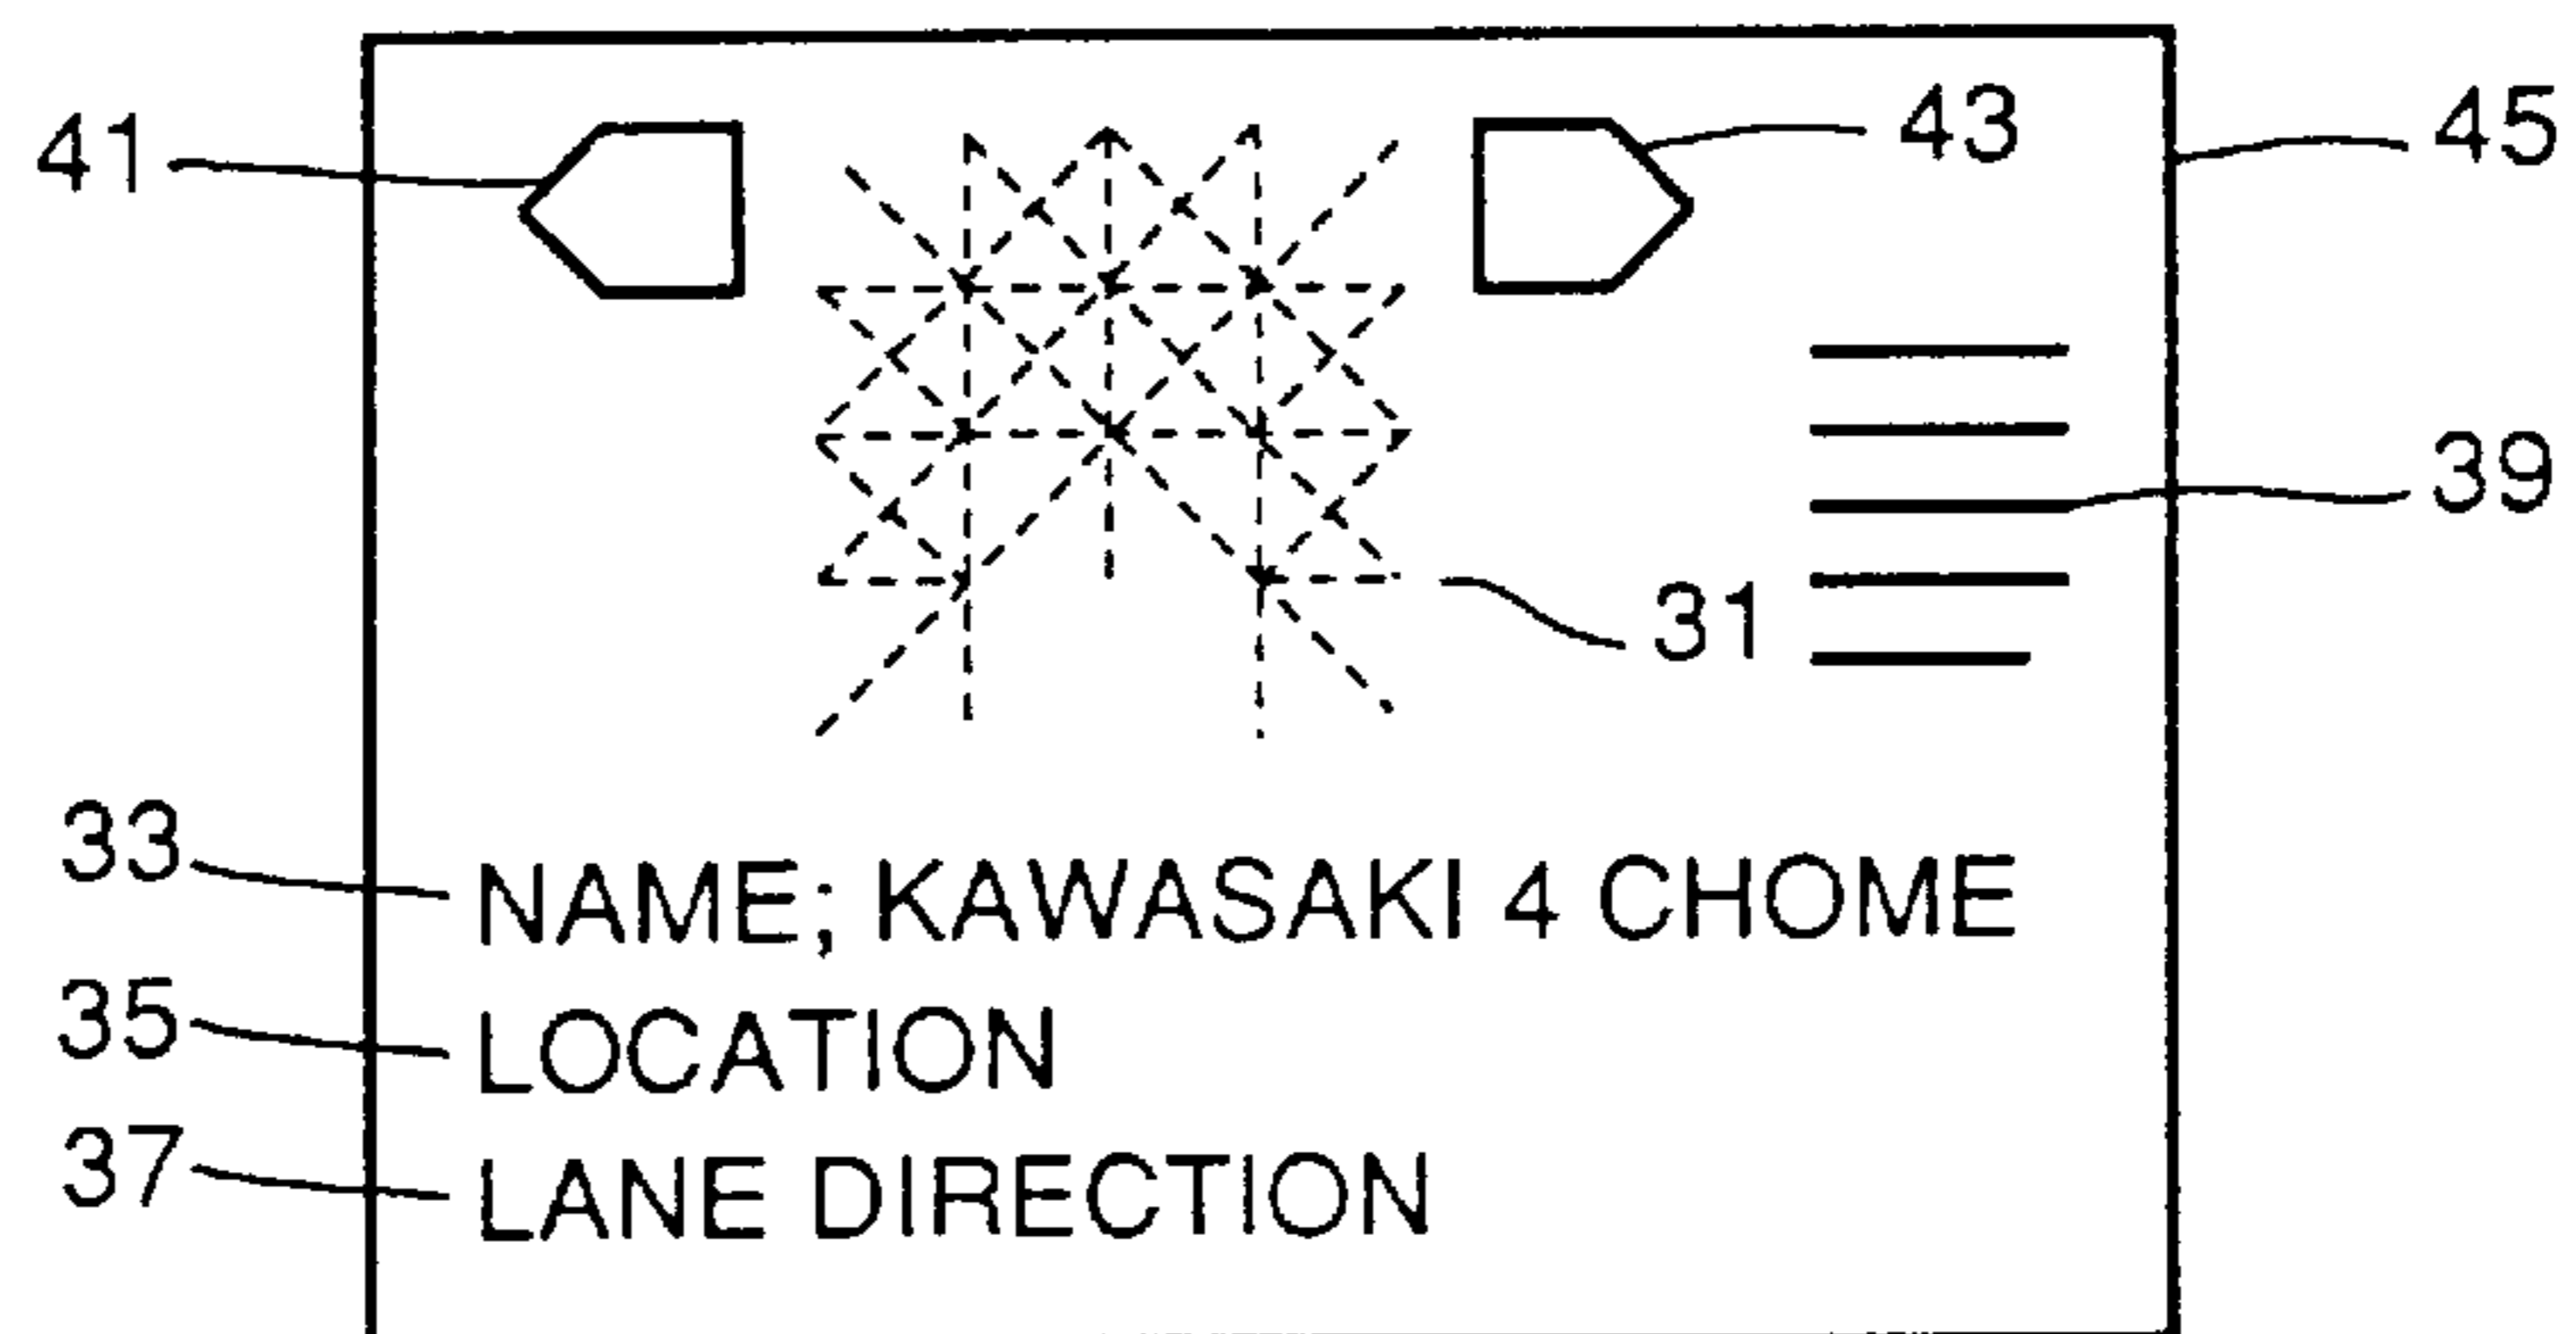 41
43
45
39
31
33 NAME; KAWASAKI 4 CHOME
35 LOCATION
37 LANE DIRECTION